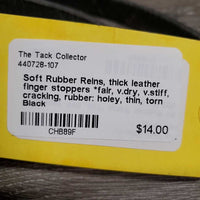 The Tack Collector
440728-107
Soft Rubber Reins, thick leather
finger stoppers *fair, v.dry, v.stiff,
cracking, rubber: holey, thin, torn
Black
CHB89F
$14.00